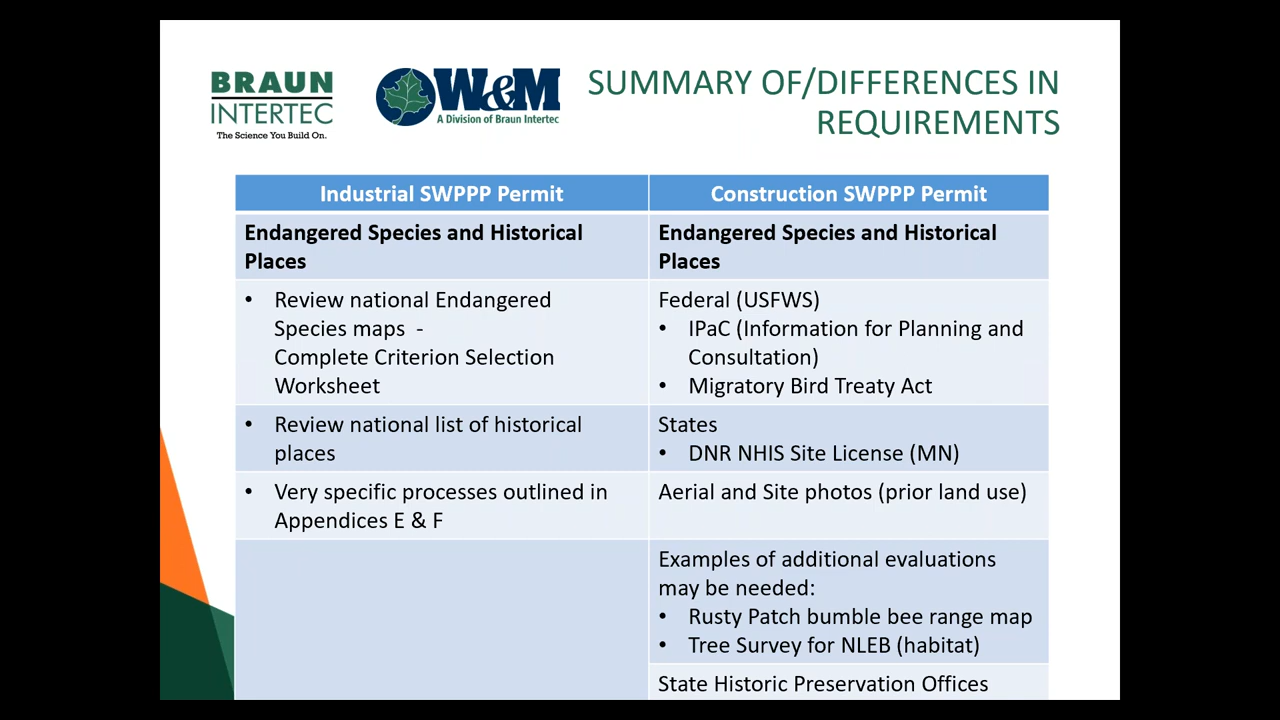 BRAUN
INTERTEC
The Science You Build On.
W&M
A Division of Braun Intertec
SUMMARY OF/DIFFERENCES IN
REQUIREMENTS
Industrial SWPPP Permit
Construction SWPPP Permit
Endangered Species and Historical
Places
Endangered Species and Historical
Places
• Review national Endangered
Species maps -
Complete Criterion Selection
Worksheet
Federal (USFWS)
• IPaC (Information for Planning and
Consultation)
• Migratory Bird Treaty Act
• Review national list of historical
places
States
• DNR NHIS Site License (MN)
• Very specific processes outlined in
Appendices E & F
Aerial and Site photos (prior land use)
Examples of additional evaluations
may be needed:
• Rusty Patch bumble bee range map
• Tree Survey for NLEB (habitat)
State Historic Preservation Offices